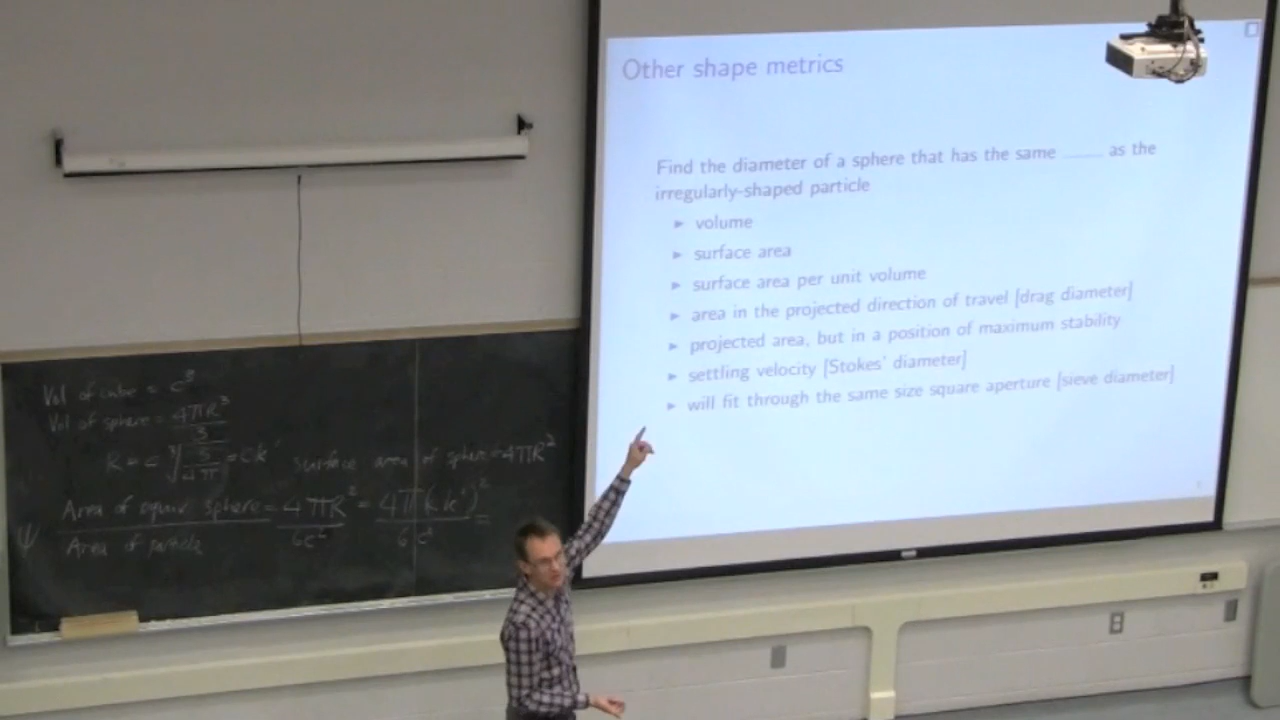 Other shape metrics
Find the diameter of a sphere that has the same ____ as the
irregularly-shaped particle
► volume
► surface area
► surface area per unit volume
► area in the projected direction of travel [drag diameter]
► projected area, but in a position of maximum stability
► settling velocity [Stokes' diameter]
► will fit through the same size square aperture [sieve diameter]
Vol of cube = c³
Vol of sphere = 4πR³
3
R = c ∛ 3/4π = ck'
surface area of sphere = 4πR²
Area of equiv sphere = 4πR² = 4π( k')² =
Ψ
Area of particle 6c² 6c²